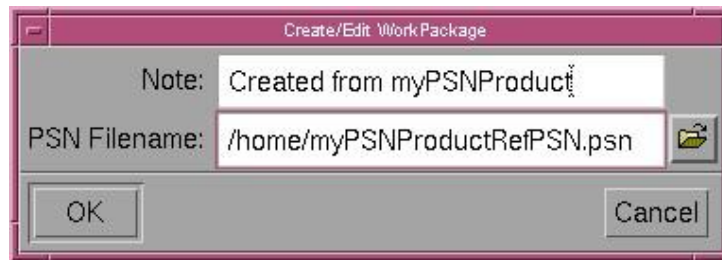 Create/Edit WorkPackage
Note: Created from myPSNProduct
PSN Filename: /home/myPSNProductRefPSN.psn
OK Cancel